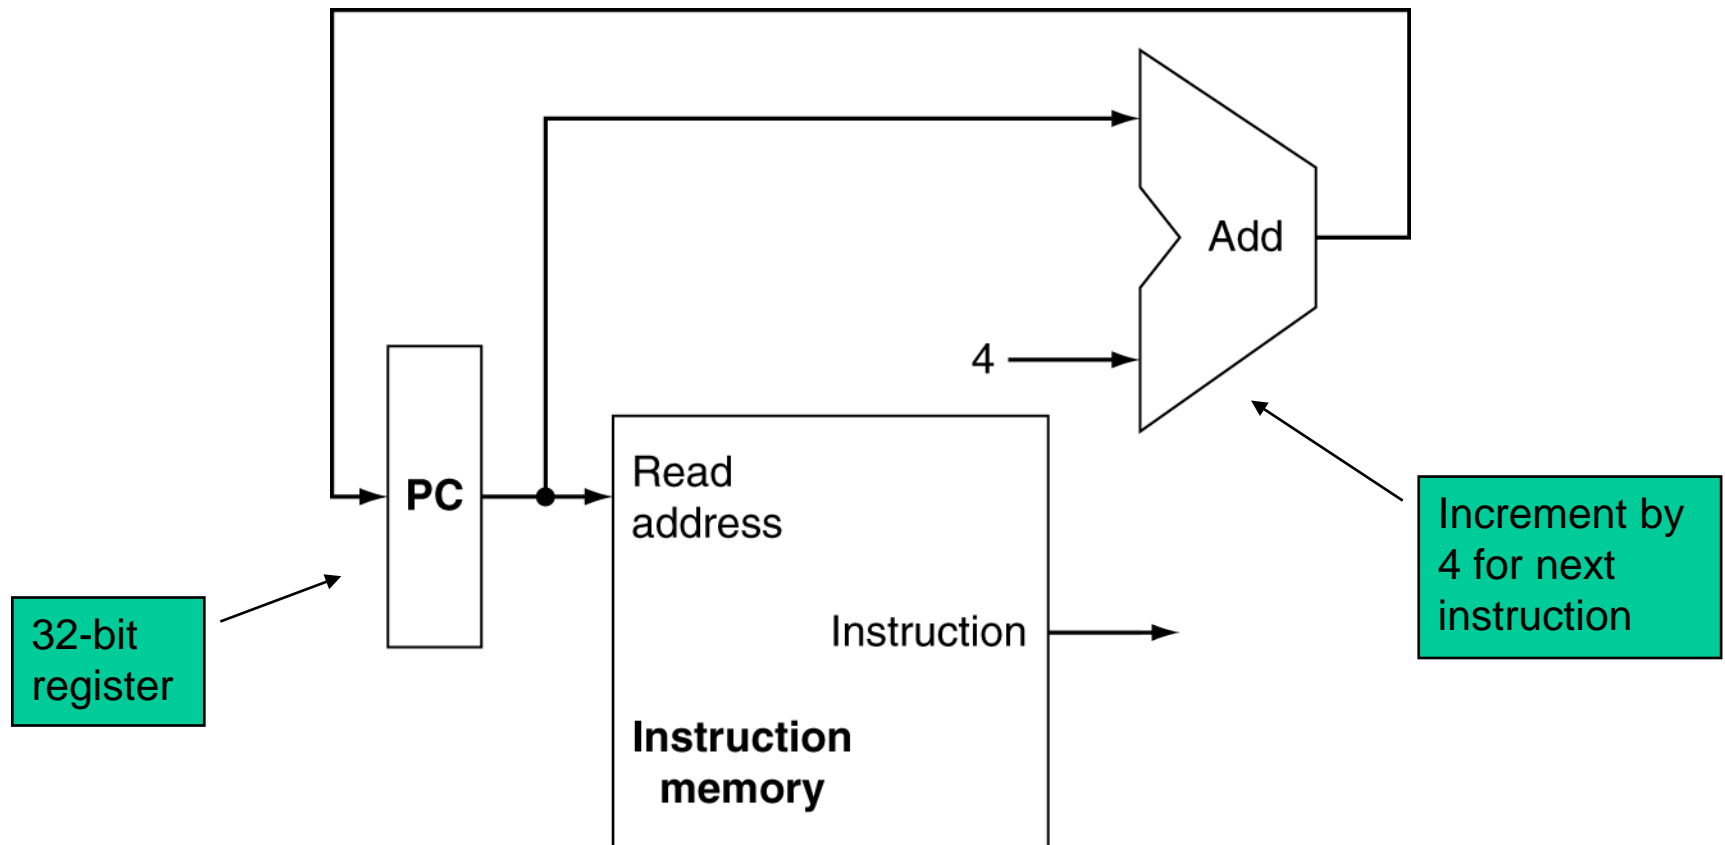 Add
4
PC
Read
address
Increment by
4 for next
instruction
32-bit
register
Instruction
Instruction
memory